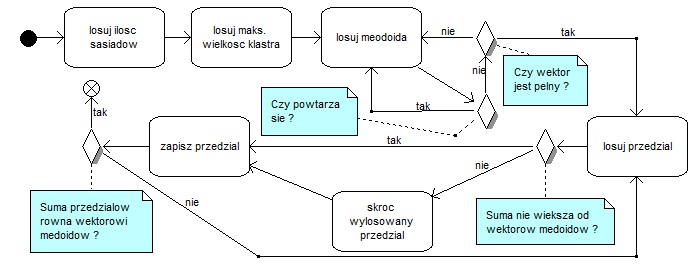 losuj ilosc
sasiadow
losuj maks.
wielkosc klastra
losuj meodoida
nie
tak
nie
Czy wektor
jest pelny ?
Czy powtarza
sie ?
tak
tak
zapisz przedzial
tak
losuj przedzial
nie
skroc
wylosowany
przedzial
nie
Suma przedzialow
rowna wektorowi
medoidow ?
Suma nie wieksza od
wektorow medoidow ?